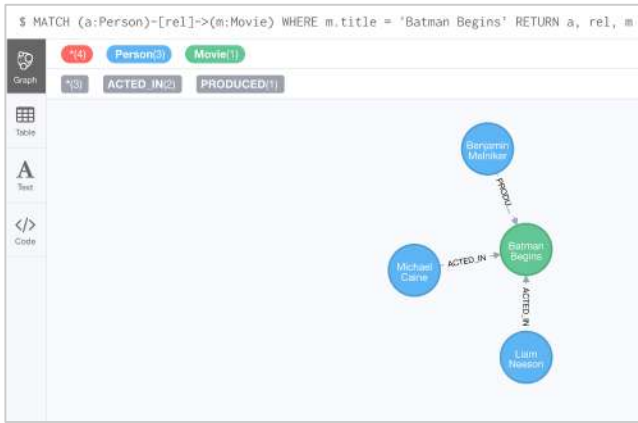 $ MATCH (a:Person)-[rel]->(m:Movie) WHERE m.title = 'Batman Begins' RETURN a, rel, m
*(4) Person(3) Movie(1)
Graph
*(3) ACTED_IN(2) PRODUCED(1)
Table
Benjamin
Melniker
A
Text
PRODU...
</>
Code
Batman
Begins
Michael
Caine
ACTED_IN
ACTED_IN
Liam
Neeson